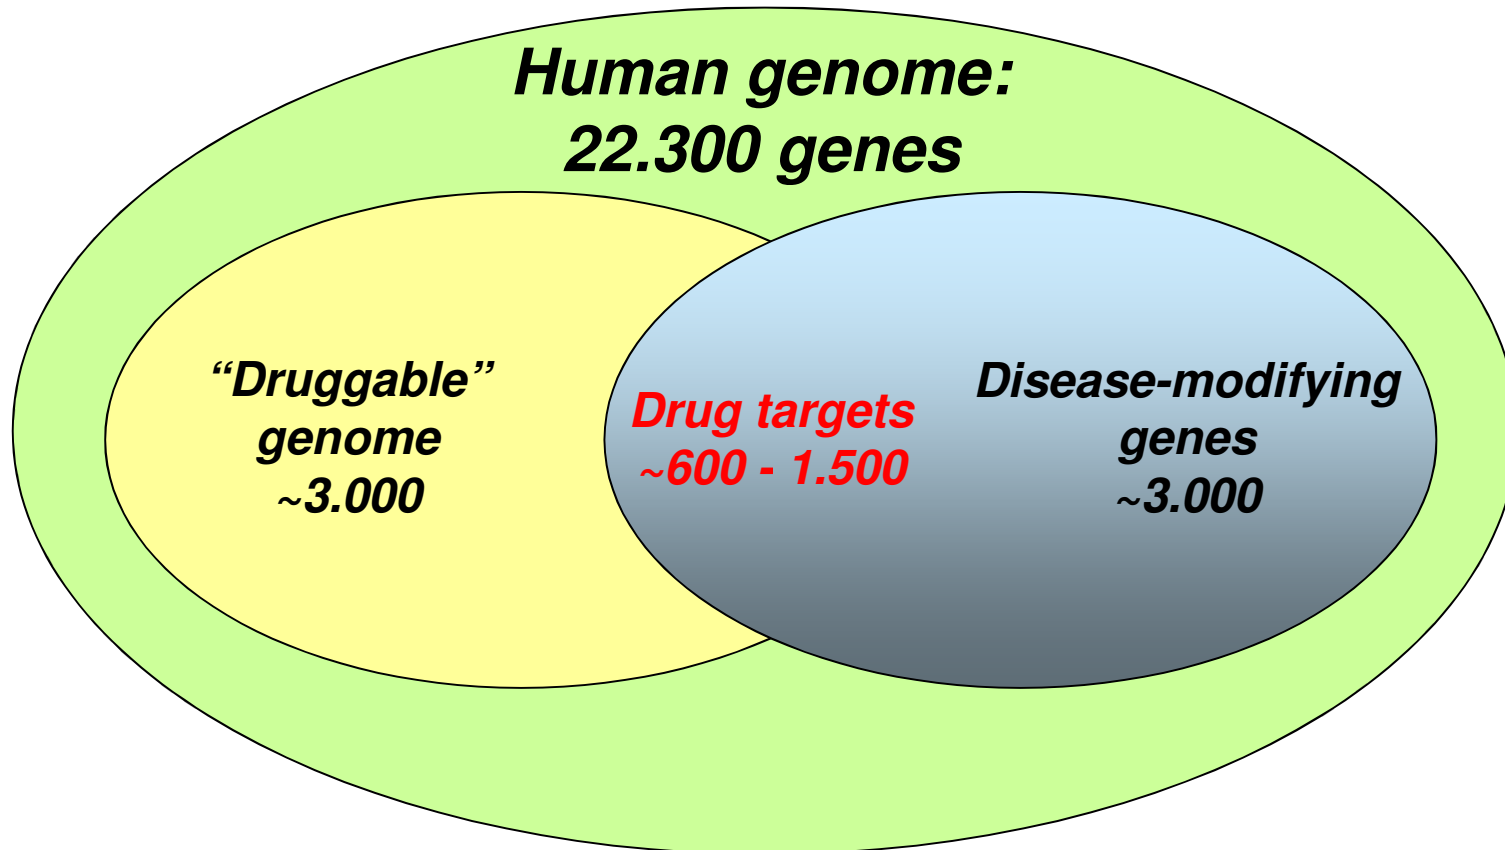 Human genome:
22.300 genes
“Druggable”
genome
~3.000
Drug targets
~600 - 1.500
Disease-modifying
genes
~3.000